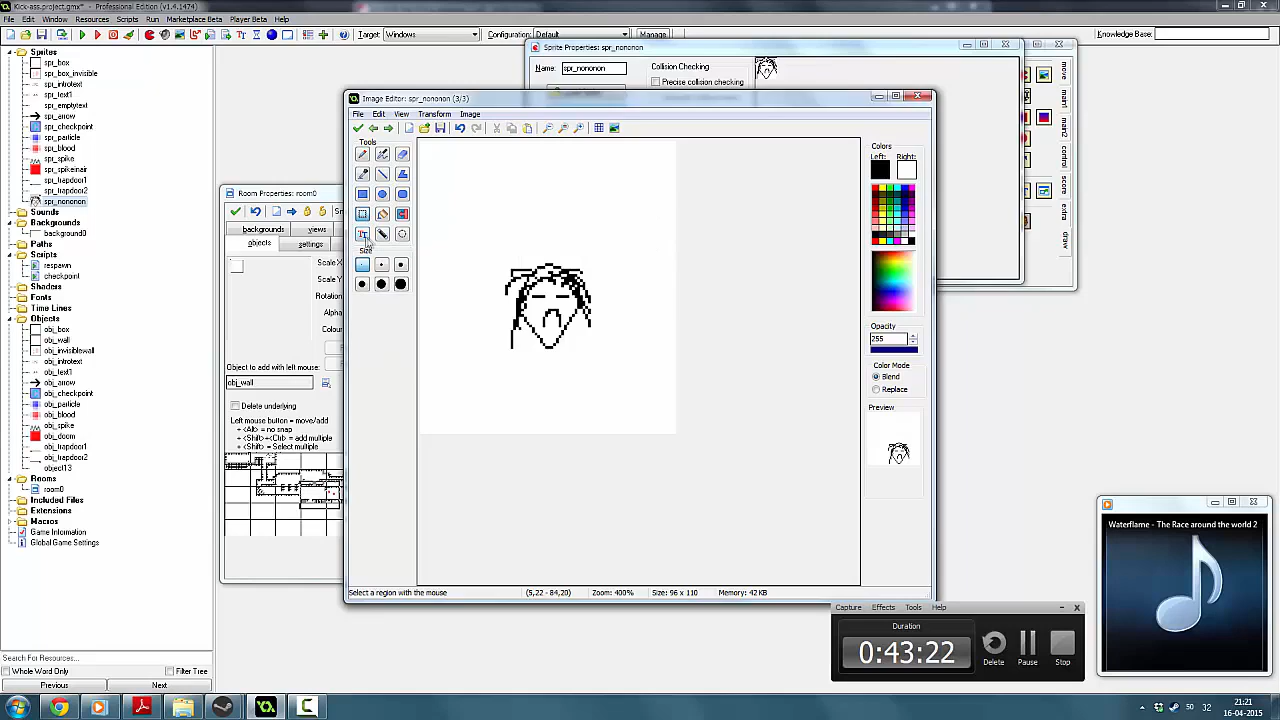 Kick-ass.project.gmx* - Professional Edition (v1.4.1474)
File Edit Window Resources Scripts Run Marketplace Beta Player Beta Help
Target: Windows Configuration: Default Manage Knowledge Base:
Sprites
spr_box
spr_box_invisible
spr_introtext
spr_text1
spr_emptytext
spr_arrow
spr_checkpoint
spr_particle
spr_blood
spr_spike
spr_spikeinair
spr_trapdoor1
spr_trapdoor2
spr_nononon
Sounds
Backgrounds
background0
Paths
Scripts
respawn
checkpoint
Shaders
Fonts
Time Lines
Objects
obj_box
obj_wall
obj_invisiblewall
obj_introtext
obj_text1
obj_arrow
obj_checkpoint
obj_particle
obj_blood
obj_spike
obj_doom
obj_trapdoor1
obj_trapdoor2
object13
Rooms
room0
Included Files
Extensions
Macros
Game Information
Global Game Settings
Search For Resources...
Whole Word Only Filter Tree
Previous Next
Room Properties: room0
backgrounds views
objects settings
Scale X
Scale Y
Rotation
Alpha
Colour
Object to add with left mouse:
obj_wall
Delete underlying
Left mouse button = move/add
+ <Alt> = no snap
+ <Shift>+<Ctrl> = add multiple
+ <Shift>=Select multiple
Sprite Properties: spr_nononon
Name: spr_nononon
Collision Checking
Precise collision checking
move
main1
main2
control
score
extra
draw
Image Editor: spr_nononon (3/3)
File Edit View Transform Image
Tools
Size
Colors
Left: Right:
Opacity
255
Color Mode
Blend
Replace
Preview
Select a region with the mouse (5,22 - 84,20) Zoom: 400% Size: 96 x 110 Memory: 42 KB
Waterflame - The Race around the world 2
Capture Effects Tools Help
Duration
0:43:22
Delete Pause Stop
50 32
21:21
16-04-2015